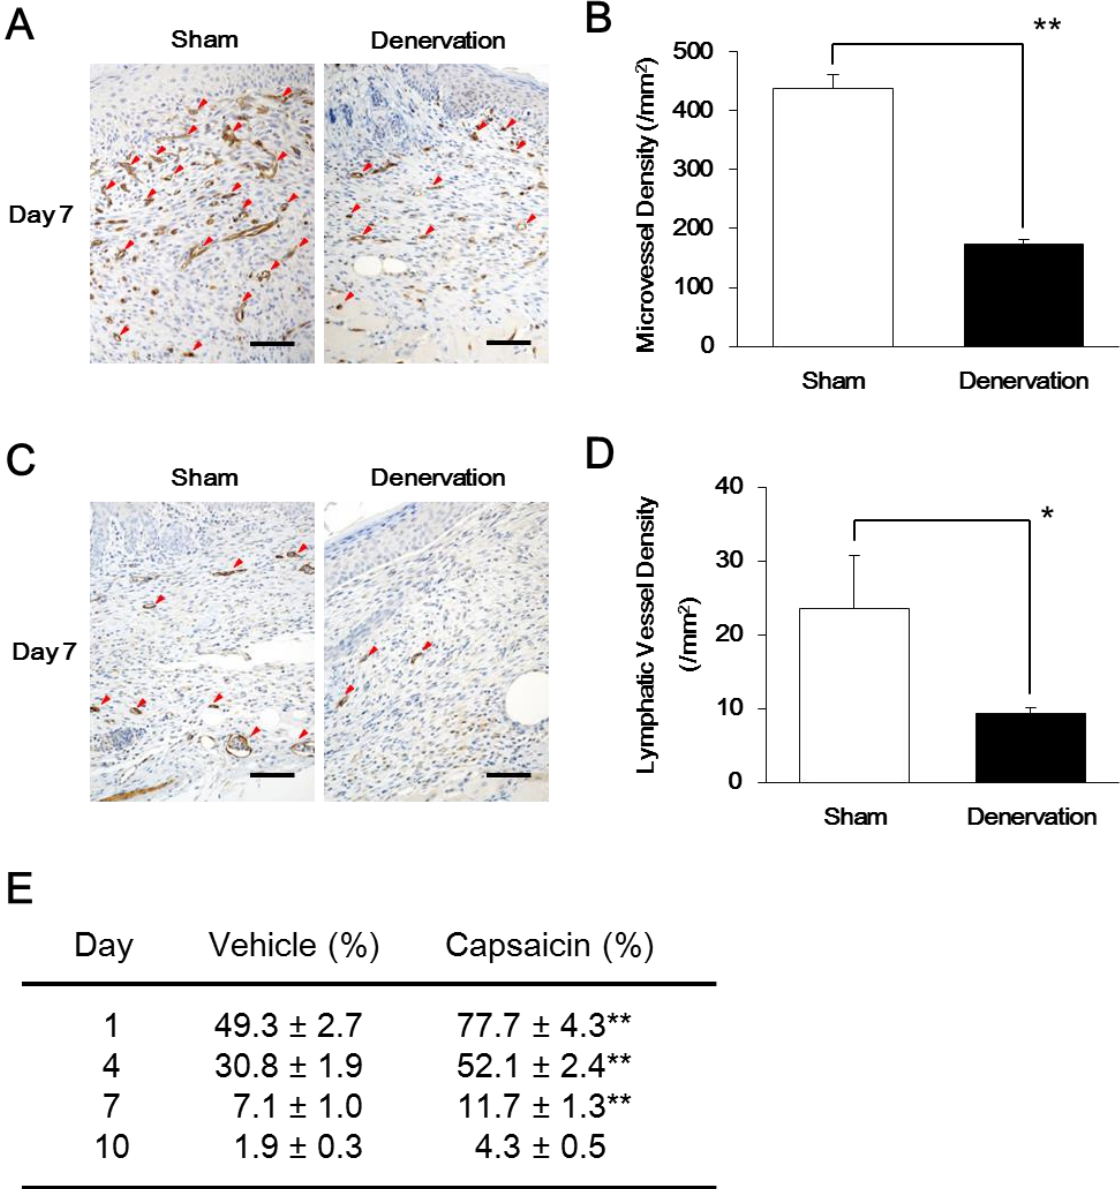 A
Sham
Denervation
Day 7
B
**
Microvessel Density (/mm²)
500
400
300
200
100
0
Sham
Denervation
C
Sham
Denervation
Day 7
D
*
Lymphatic Vessel Density
(/mm²)
40
30
20
10
0
Sham
Denervation
E
Day Vehicle (%) Capsaicin (%)
1 49.3 ± 2.7 77.7 ± 4.3**
4 30.8 ± 1.9 52.1 ± 2.4**
7 7.1 ± 1.0 11.7 ± 1.3**
10 1.9 ± 0.3 4.3 ± 0.5